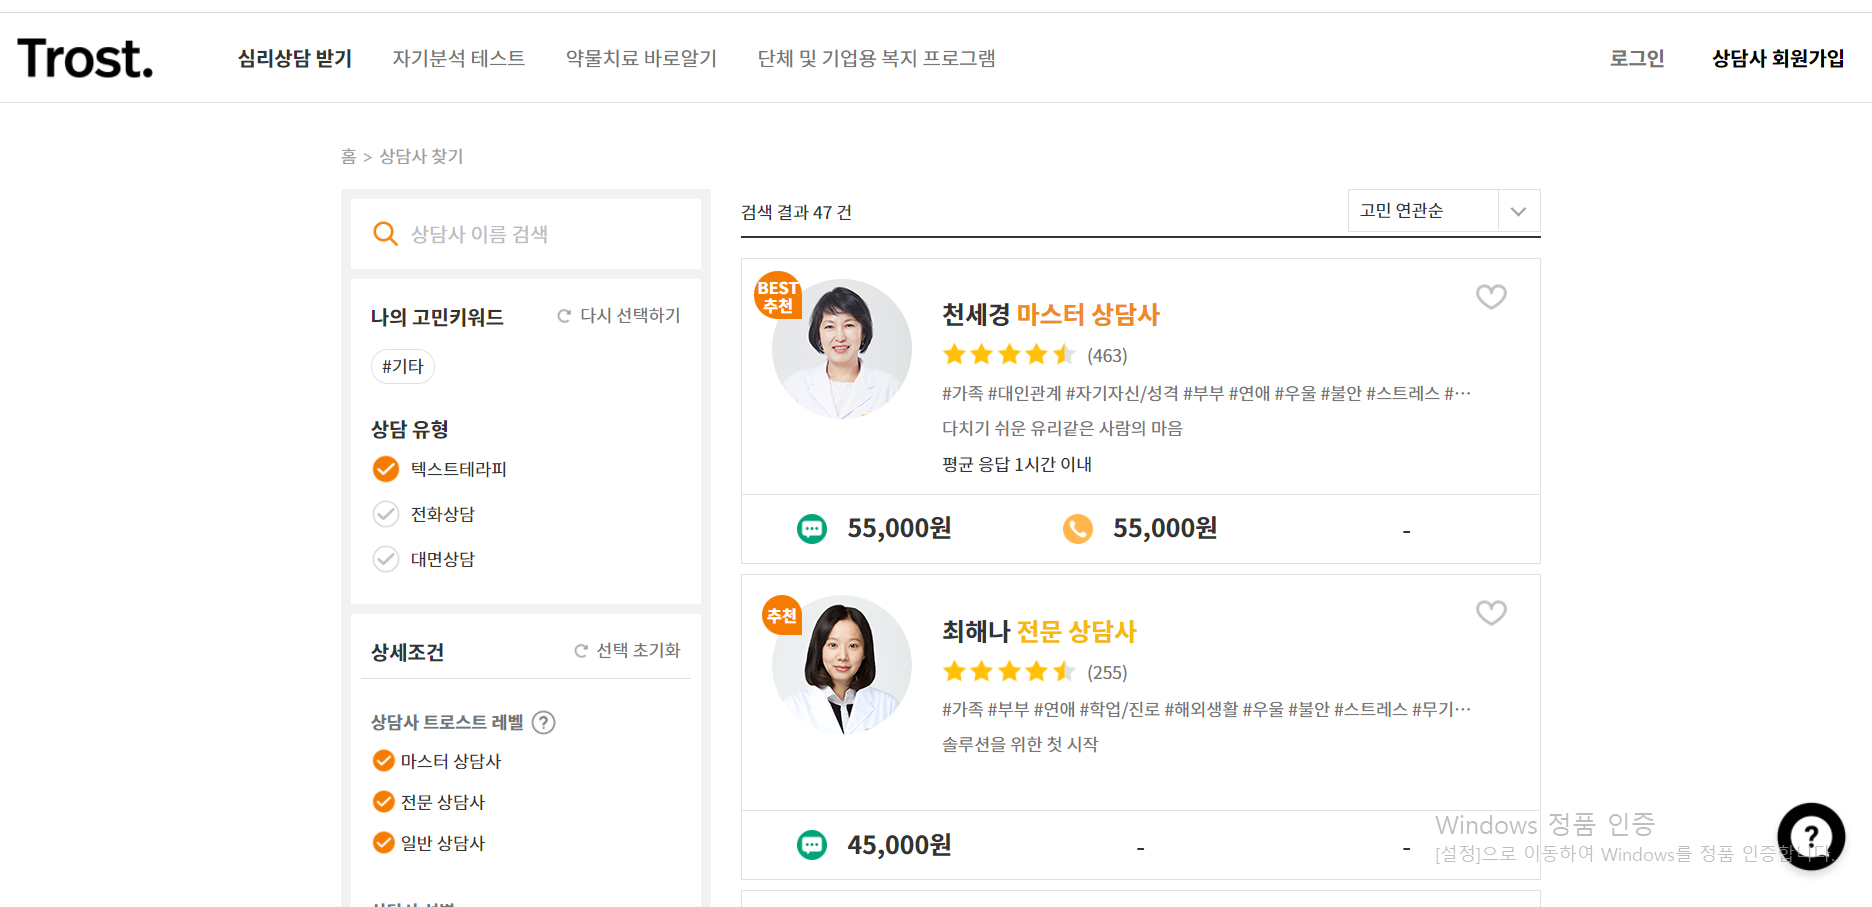 Trost.
심리상담 받기
자기분석 테스트
약물치료 바로알기
단체 및 기업용 복지 프로그램
로그인
상담사 회원가입
홈 > 상담사 찾기
상담사 이름 검색
나의 고민키워드
다시 선택하기
#기타
상담 유형
텍스트테라피
전화상담
대면상담
상세조건
선택 초기화
상담사 트로스트 레벨 ?
마스터 상담사
전문 상담사
일반 상담사
검색 결과 47 건
고민 연관순
BEST
추천
천세경 마스터 상담사
(463)
#가족 #대인관계 #자기자신/성격 #부부 #연애 #우울 #불안 #스트레스 #···
다치기 쉬운 유리같은 사람의 마음
평균 응답 1시간 이내
55,000원
55,000원
-
추천
최해나 전문 상담사
(255)
#가족 #부부 #연애 #학업/진로 #해외생활 #우울 #불안 #스트레스 #무기···
솔루션을 위한 첫 시작
45,000원
-
-
Windows 정품 인증
[설정]으로 이동하여 Windows를 정품 인증합니다.
?